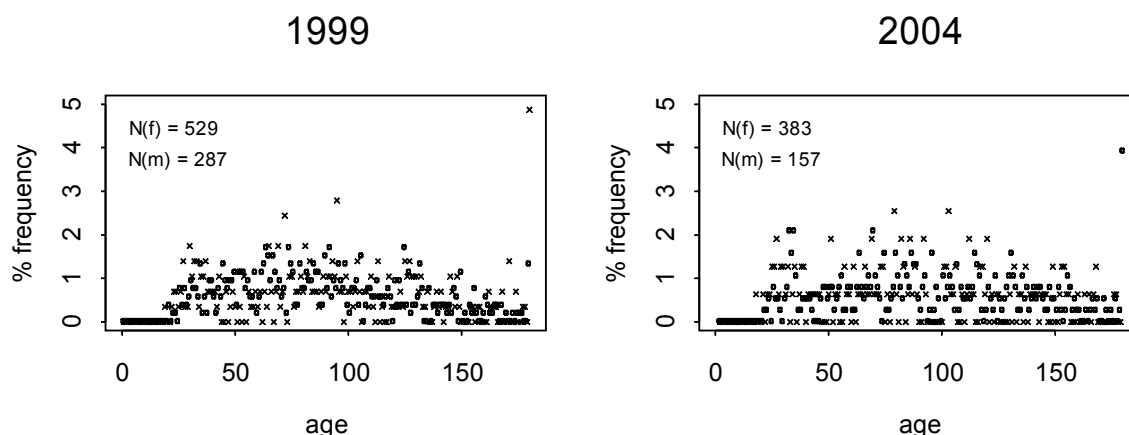 1999
N(f) = 529
N(m) = 287
% frequency
5
4
3
2
1
0
0 50 100 150
age
2004
N(f) = 383
N(m) = 157
% frequency
5
4
3
2
1
0
0 50 100 150
age